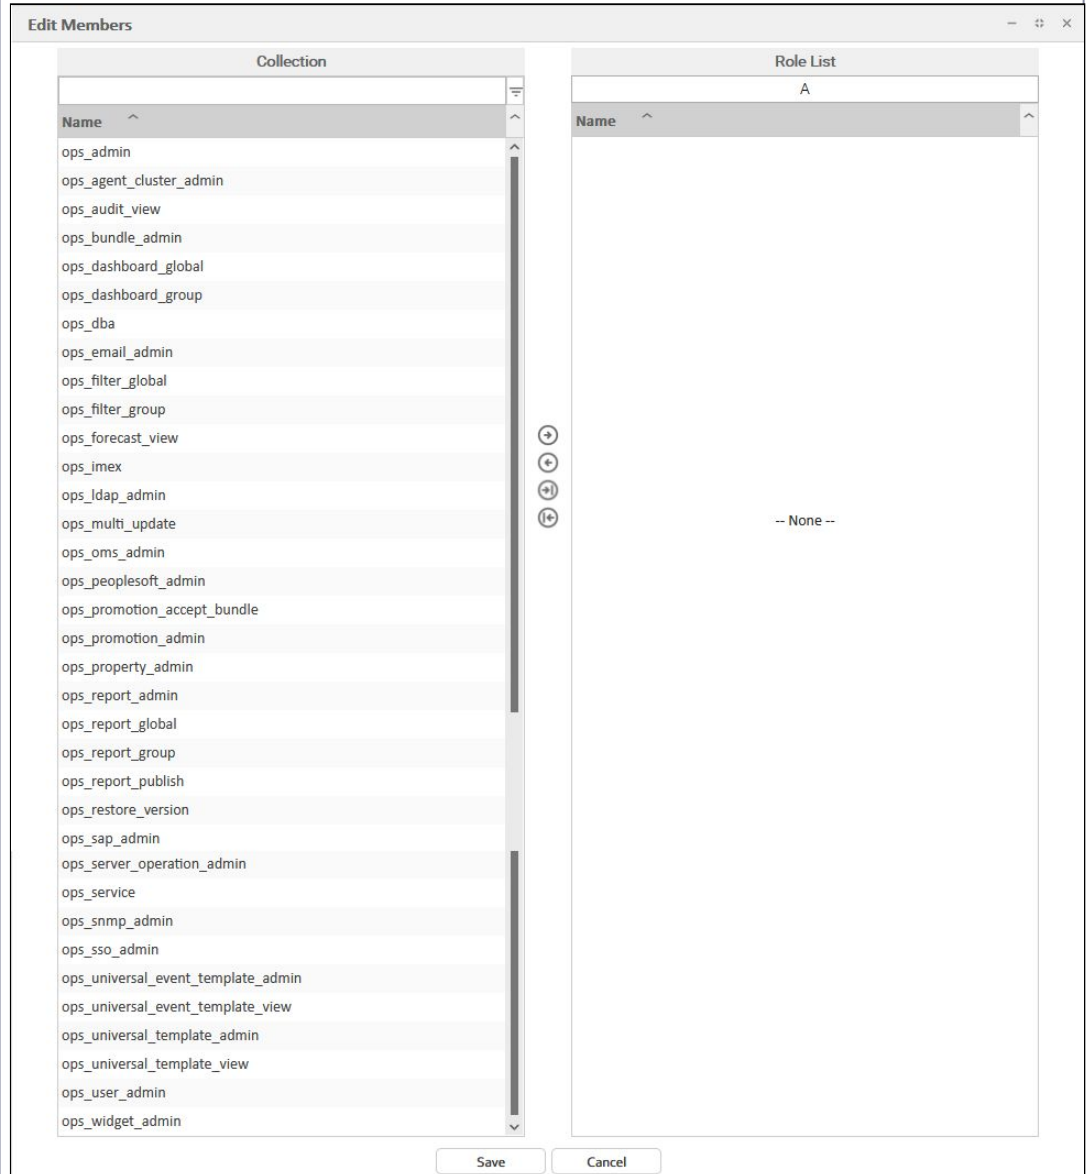 Edit Members
Collection
Role List
A
Name
Name
ops_admin
ops_agent_cluster_admin
ops_audit_view
ops_bundle_admin
ops_dashboard_global
ops_dashboard_group
ops_dba
ops_email_admin
ops_filter_global
ops_filter_group
ops_forecast_view
ops_imex
ops_ldap_admin
ops_multi_update
ops_oms_admin
ops_peoplesoft_admin
ops_promotion_accept_bundle
ops_promotion_admin
ops_property_admin
ops_report_admin
ops_report_global
ops_report_group
ops_report_publish
ops_restore_version
ops_sap_admin
ops_server_operation_admin
ops_service
ops_snmp_admin
ops_sso_admin
ops_universal_event_template_admin
ops_universal_event_template_view
ops_universal_template_admin
ops_universal_template_view
ops_user_admin
ops_widget_admin
-- None --
Save
Cancel